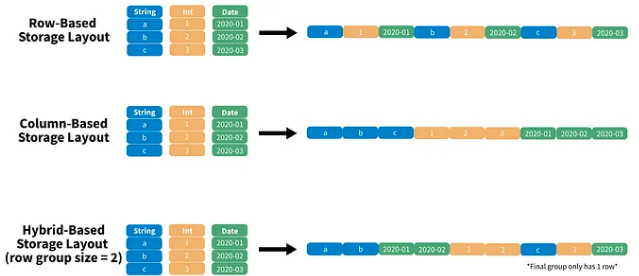 Row-Based
Storage Layout
String Int Date
a 1 2020-01
b 2 2020-02
c 3 2020-03
a 1 2020-01 b 2 2020-02 c 3 2020-03
Column-Based
Storage Layout
String Int Date
a 1 2020-01
b 2 2020-02
c 3 2020-03
a b c 1 2 3 2020-01 2020-02 2020-03
Hybrid-Based
Storage Layout
(row group size = 2)
String Int Date
a 1 2020-01
b 2 2020-02
c 3 2020-03
a b 2020-01 2020-02 1 2 c 3 2020-03
*Final group only has 1 row*